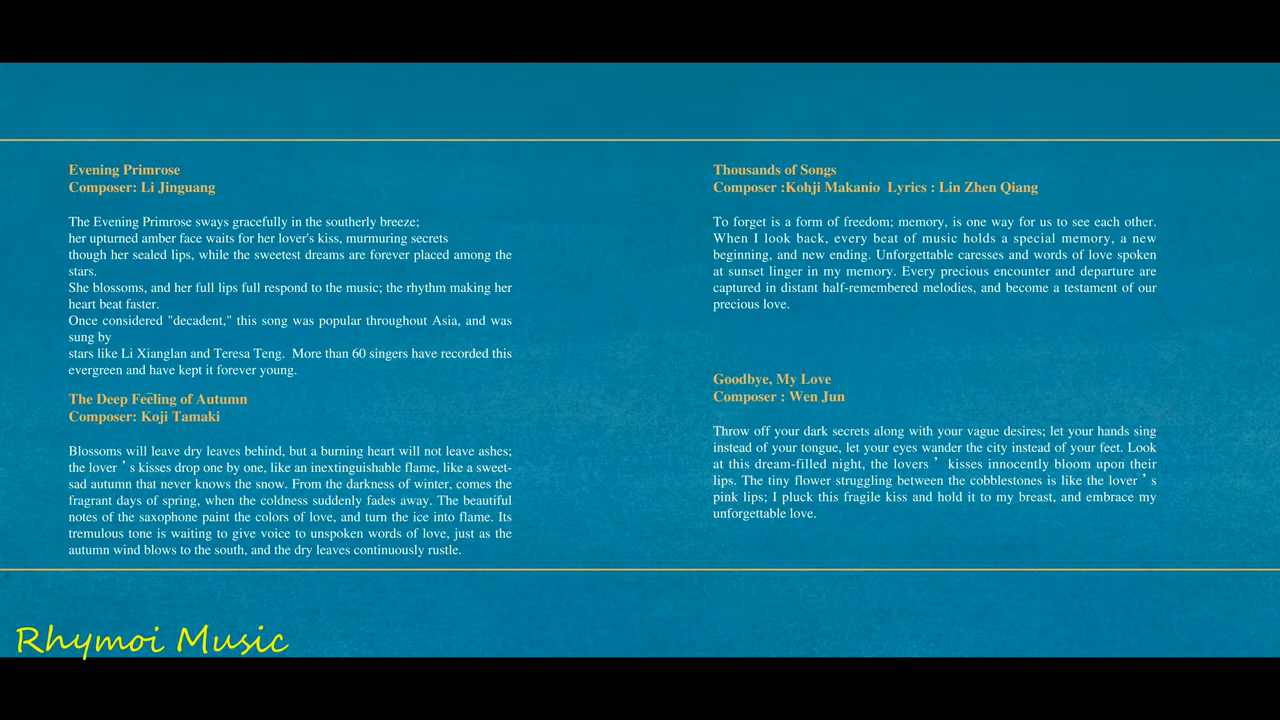 Evening Primrose
Composer: Li Jinguang
The Evening Primrose sways gracefully in the southerly breeze;
her upturned amber face waits for her lover's kiss, murmuring secrets
though her sealed lips, while the sweetest dreams are forever placed among the
stars.
She blossoms, and her full lips full respond to the music; the rhythm making her
heart beat faster.
Once considered "decadent," this song was popular throughout Asia, and was
sung by
stars like Li Xianglan and Teresa Teng.  More than 60 singers have recorded this
evergreen and have kept it forever young.
The Deep Feeling of Autumn
Composer: Koji Tamaki
Blossoms will leave dry leaves behind, but a burning heart will not leave ashes;
the lover ’ s kisses drop one by one, like an inextinguishable flame, like a sweet-
sad autumn that never knows the snow. From the darkness of winter, comes the
fragrant days of spring, when the coldness suddenly fades away. The beautiful
notes of the saxophone paint the colors of love, and turn the ice into flame. Its
tremulous tone is waiting to give voice to unspoken words of love, just as the
autumn wind blows to the south, and the dry leaves continuously rustle.
Thousands of Songs
Composer :Kohji Makanio  Lyrics : Lin Zhen Qiang
To forget is a form of freedom; memory, is one way for us to see each other.
When I look back, every beat of music holds a special memory, a new
beginning, and new ending. Unforgettable caresses and words of love spoken
at sunset linger in my memory. Every precious encounter and departure are
captured in distant half-remembered melodies, and become a testament of our
precious love.
Goodbye, My Love
Composer : Wen Jun
Throw off your dark secrets along with your vague desires; let your hands sing
instead of your tongue, let your eyes wander the city instead of your feet. Look
at this dream-filled night, the lovers ’ kisses innocently bloom upon their
lips. The tiny flower struggling between the cobblestones is like the lover ’ s
pink lips; I pluck this fragile kiss and hold it to my breast, and embrace my
unforgettable love.
Rhymoi Music